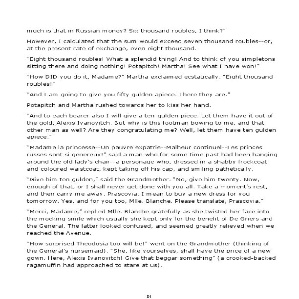 much is that in Russian money? Six thousand roubles, I think?"
However, I calculated that the sum would exceed seven thousand roubles--or,
at the present rate of exchange, even eight thousand.
"Eight thousand roubles! What a splendid thing! And to think of you simpletons
sitting there and doing nothing! Potapitch! Martha! See what I have won!"
"How DID you do it, Madame?" Martha exclaimed ecstatically. "Eight thousand
roubles!"
"And I am going to give you fifty gulden apiece. There they are."
Potapitch and Martha rushed towards her to kiss her hand.
"And to each bearer also I will give a ten-gulden piece. Let them have it out of
the gold, Alexis Ivanovitch. But why is this footman bowing to me, and that
other man as well? Are they congratulating me? Well, let them have ten gulden
apiece."
"Madame la princesse--Un pauvre expatrie--Malheur continuel--Les princes
russes sont si genereux!" said a man who for some time past had been hanging
around the old lady's chair--a personage who, dressed in a shabby frockcoat
and coloured waistcoat, kept taking off his cap, and smiling pathetically.
"Give him ten gulden," said the Grandmother. "No, give him twenty. Now,
enough of that, or I shall never get done with you all. Take a moment's rest,
and then carry me away. Prascovia, I mean to buy a new dress for you
tomorrow. Yes, and for you too, Mlle. Blanche. Please translate, Prascovia."
"Merci, Madame," replied Mlle. Blanche gratefully as she twisted her face into
the mocking smile which usually she kept only for the benefit of De Griers and
the General. The latter looked confused, and seemed greatly relieved when we
reached the Avenue.
"How surprised Theodosia too will be!" went on the Grandmother (thinking of
the General's nursemaid). "She, like yourselves, shall have the price of a new
gown. Here, Alexis Ivanovitch! Give that beggar something" (a crooked-backed
ragamuffin had approached to stare at us).